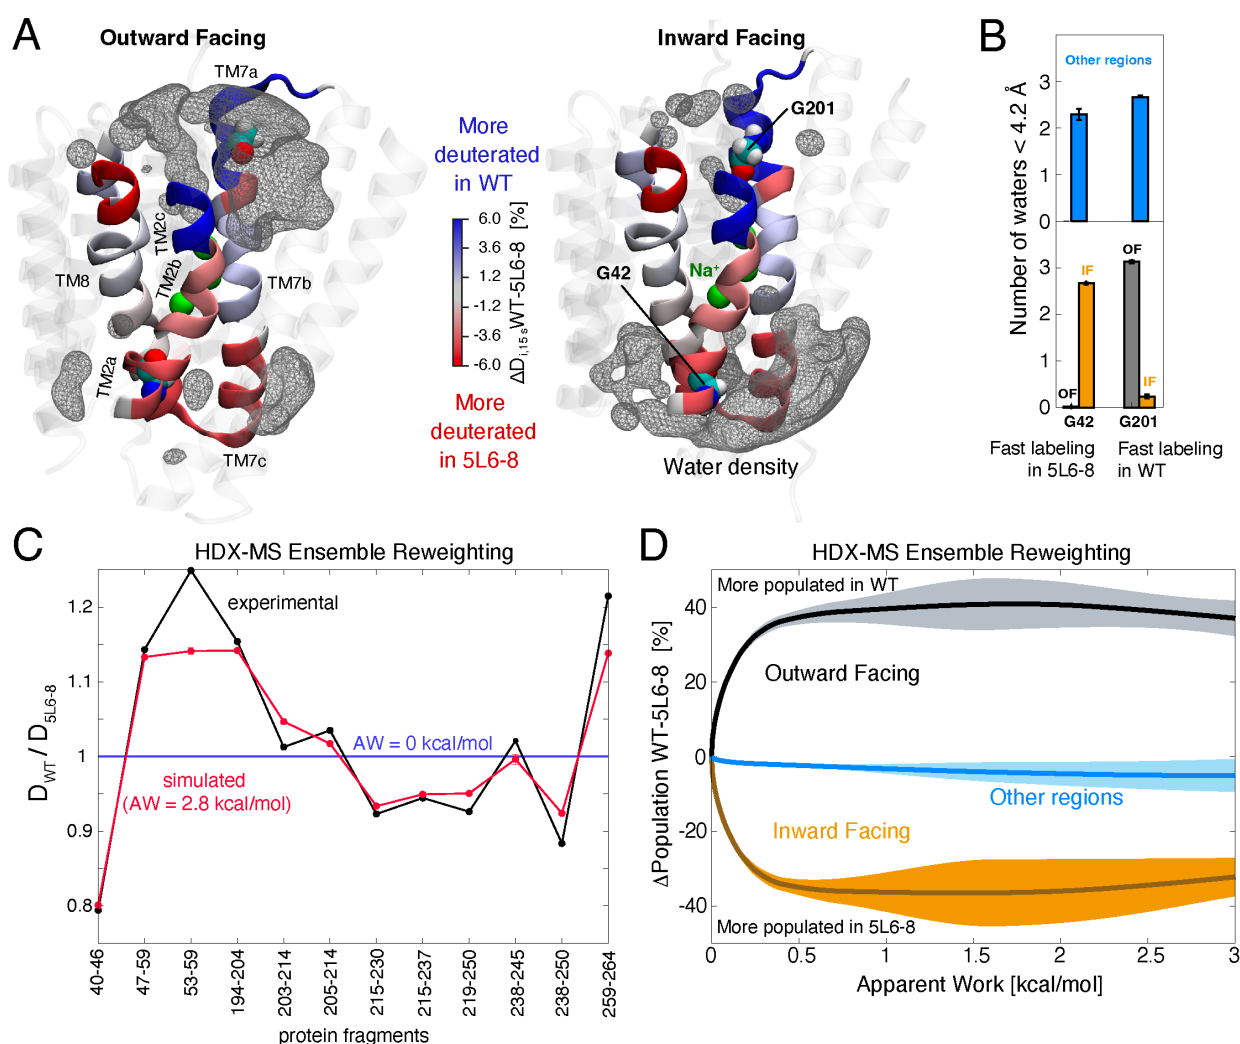 A
Outward Facing
Inward Facing
TM7a
TM2c
TM2b
TM8
TM7b
TM2a
TM7c
More
deuterated
in WT
6.0
3.6
1.2
-1.2
-3.6
-6.0
ΔD i,15 s WT-5L6-8 [%]
More
deuterated
in 5L6-8
G201
G42
Na+
Water density
B
Other regions
Number of waters < 4.2 Å
3
2
1
0
3
2
1
0
OF
IF
OF
IF
G42
G201
Fast labeling
in 5L6-8
Fast labeling
in WT
C
HDX-MS Ensemble Reweighting
DWT / D5L6-8
1.2
1.1
1
0.9
0.8
experimental
AW = 0 kcal/mol
simulated
(AW = 2.8 kcal/mol)
40-46
47-59
53-59
194-204
203-214
205-214
215-230
215-237
219-250
238-245
238-250
259-264
protein fragments
D
HDX-MS Ensemble Reweighting
ΔPopulation WT-5L6-8 [%]
40
20
0
-20
-40
More populated in WT
Outward Facing
Other regions
Inward Facing
More populated in 5L6-8
0
0.5
1
1.5
2
2.5
3
Apparent Work [kcal/mol]